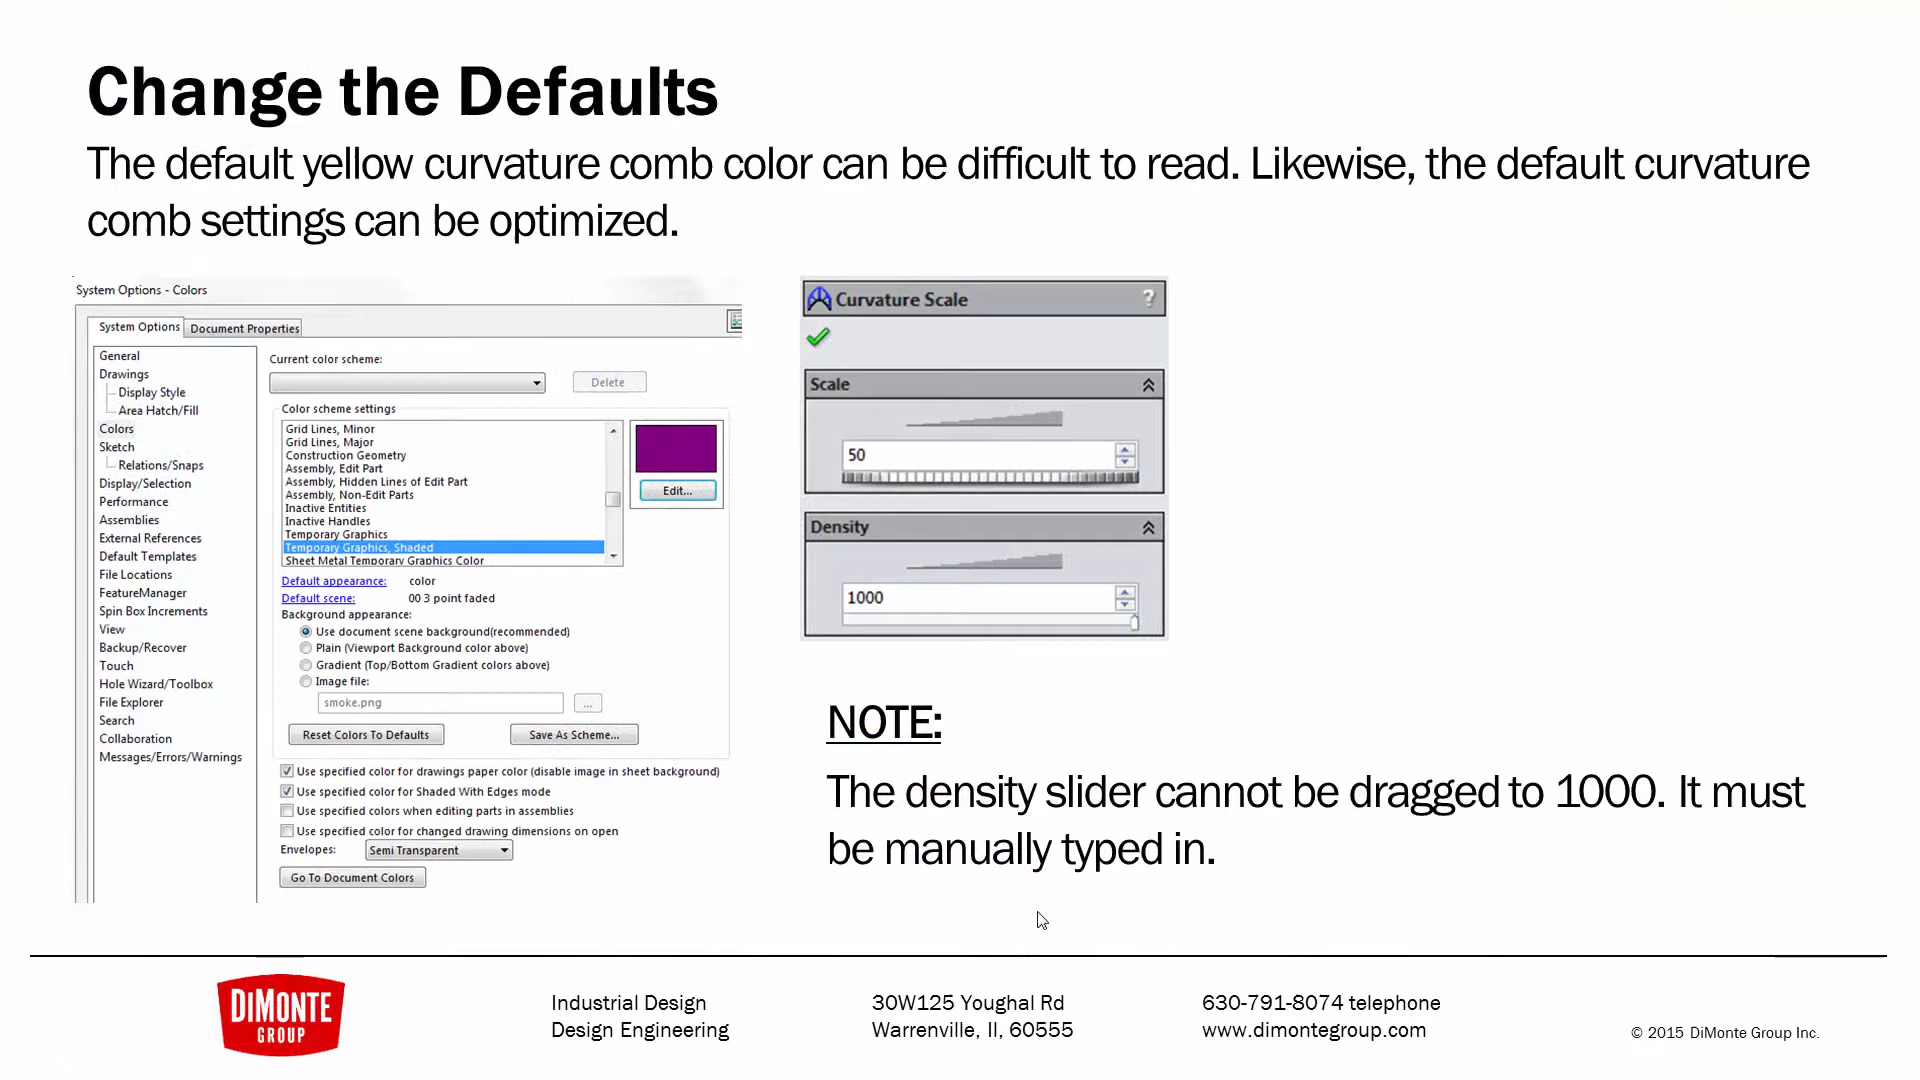 Change the Defaults
The default yellow curvature comb color can be difficult to read. Likewise, the default curvature
comb settings can be optimized.
System Options - Colors
System Options
Document Properties
General
Drawings
Display Style
Area Hatch/Fill
Colors
Sketch
Relations/Snaps
Display/Selection
Performance
Assemblies
External References
Default Templates
File Locations
FeatureManager
Spin Box Increments
View
Backup/Recover
Touch
Hole Wizard/Toolbox
File Explorer
Search
Collaboration
Messages/Errors/Warnings
Current color scheme:
Delete
Color scheme settings
Grid Lines, Minor
Grid Lines, Major
Construction Geometry
Assembly, Edit Part
Assembly, Hidden Lines of Edit Part
Assembly, Non-Edit Parts
Inactive Entities
Inactive Handles
Temporary Graphics
Temporary Graphics, Shaded
Sheet Metal Temporary Graphics Color
Edit...
Default appearance: color
Default scene: 00 3 point faded
Background appearance:
Use document scene background(recommended)
Plain (Viewport Background color above)
Gradient (Top/Bottom Gradient colors above)
Image file:
smoke.png ...
Reset Colors To Defaults Save As Scheme...
Use specified color for drawings paper color (disable image in sheet background)
Use specified color for Shaded With Edges mode
Use specified colors when editing parts in assemblies
Use specified color for changed drawing dimensions on open
Envelopes: Semi Transparent
Go To Document Colors
Curvature Scale ?
Scale
50
Density
1000
NOTE:
The density slider cannot be dragged to 1000. It must
be manually typed in.
DIMONTE
GROUP
Industrial Design
Design Engineering
30W125 Youghal Rd
Warrenville, Il, 60555
630-791-8074 telephone
www.dimontegroup.com
© 2015 DiMonte Group Inc.